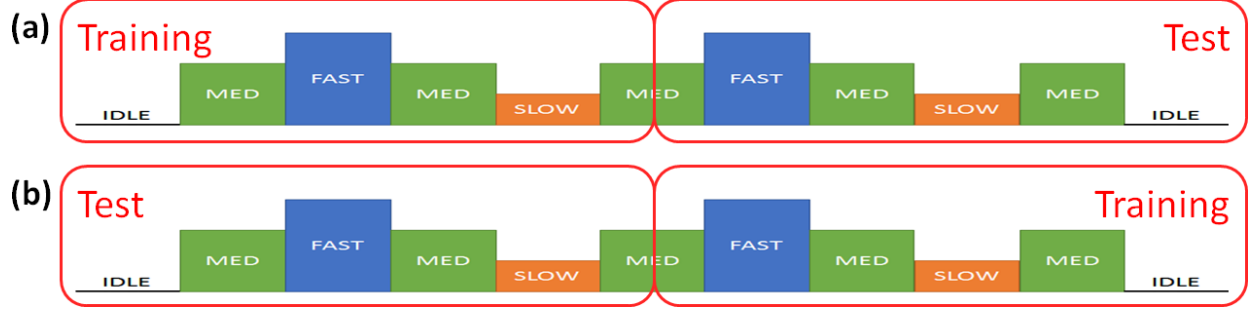 (a)
Training
Test
IDLE MED FAST MED SLOW MED FAST MED SLOW MED IDLE
(b)
Test
Training
IDLE MED FAST MED SLOW MED FAST MED SLOW MED IDLE